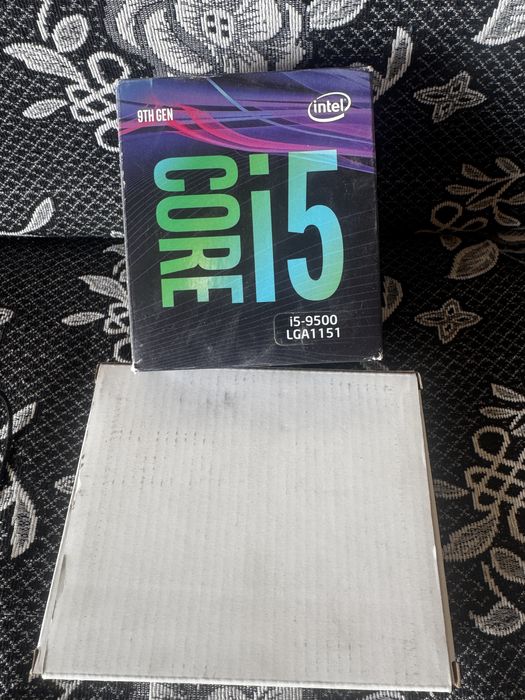 9TH GEN
intel
CORE i5
i5-9500
LGA1151